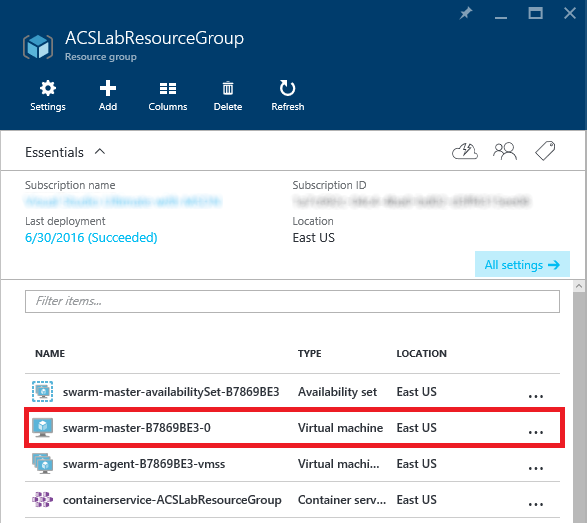 ACSLabResourceGroup
Resource group
Settings Add Columns Delete Refresh
Essentials
Subscription name Subscription ID
Last deployment Location
6/30/2016 (Succeeded) East US
All settings →
Filter items...
NAME TYPE LOCATION
swarm-master-availabilitySet-B7869BE3 Availability set East US ...
swarm-master-B7869BE3-0 Virtual machine East US ...
swarm-agent-B7869BE3-vmss Virtual machi... East US ...
containerservice-ACSLabResourceGroup Container serv... East US ...